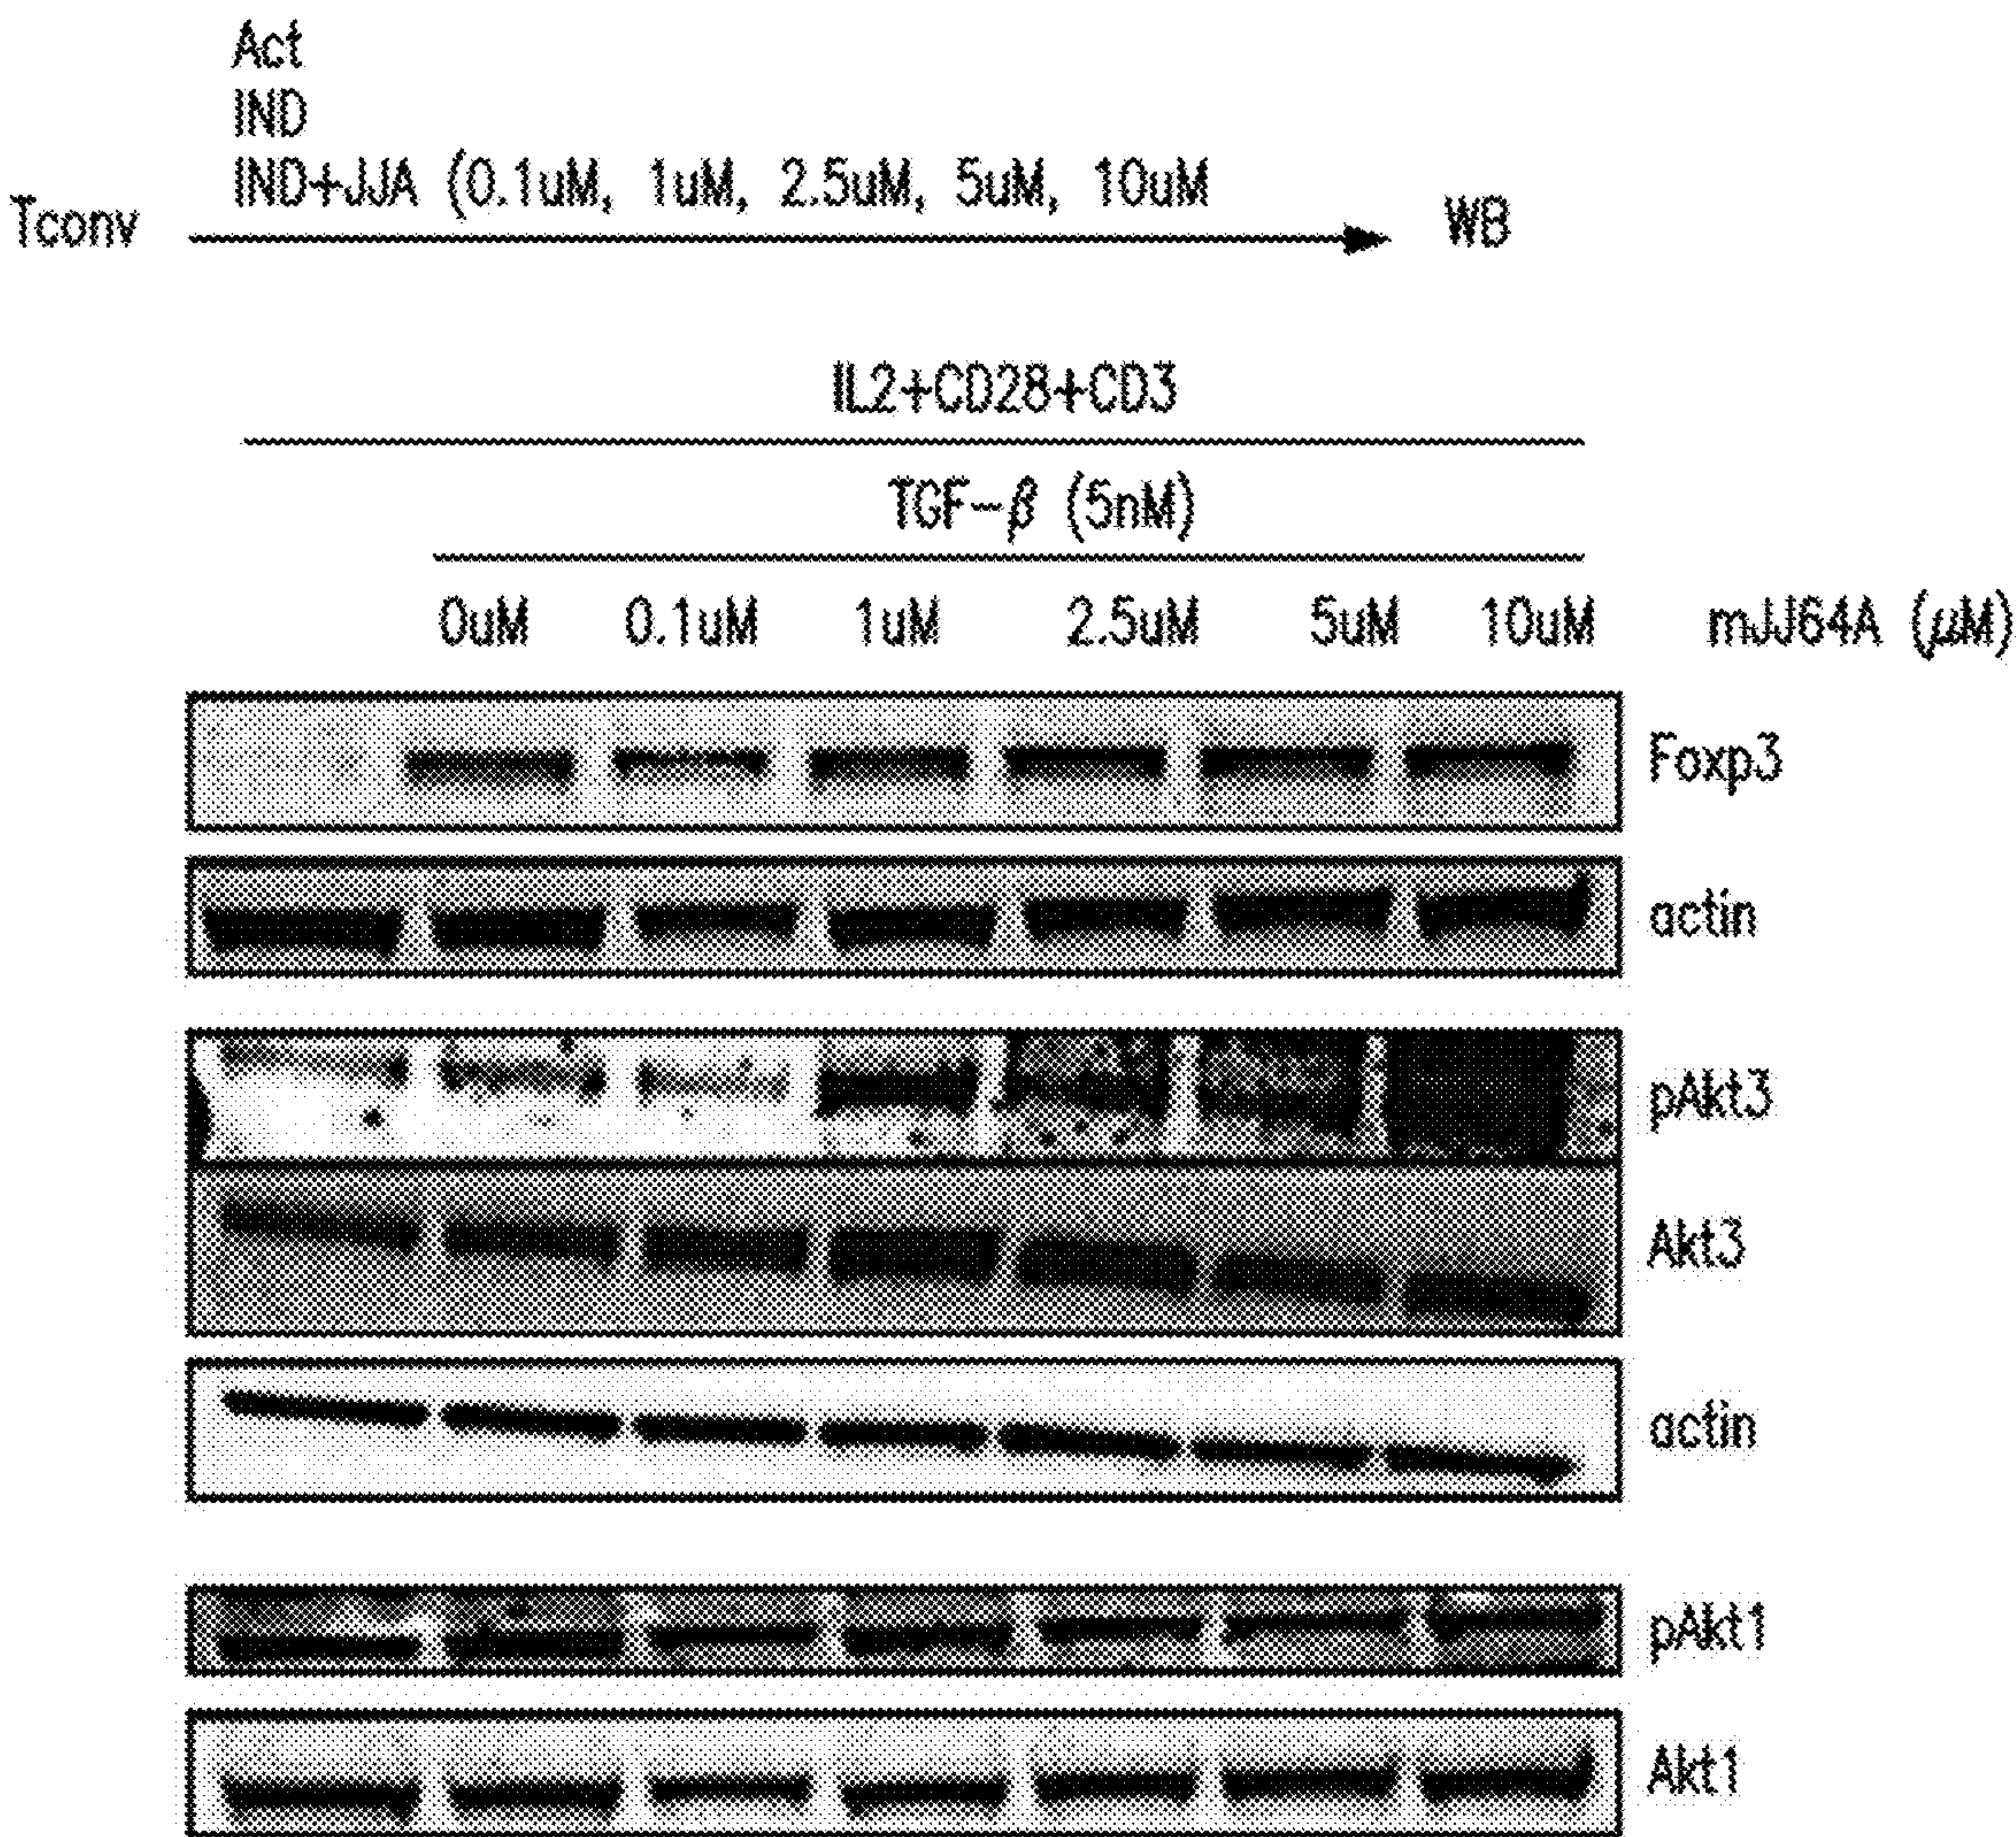 Act
IND
IND+JJA (0.1uM, 1uM, 2.5uM, 5uM, 10uM
Tconv WB
IL2+CD28+CD3
TGF-β (5nM)
0uM 0.1uM 1uM 2.5uM 5uM 10uM mJJ64A (μM)
Foxp3
actin
pAkt3
Akt3
actin
pAkt1
Akt1